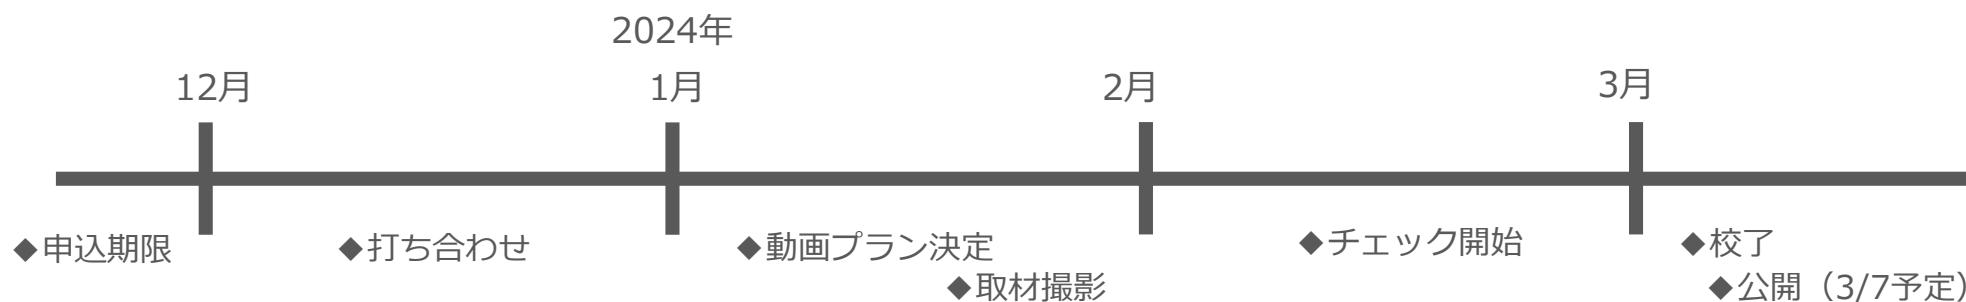 2024年
12月
1月
2月
3月
◆申込期限
◆打ち合わせ
◆動画プラン決定
◆チェック開始
◆校了
◆取材撮影
◆公開（3/7予定）